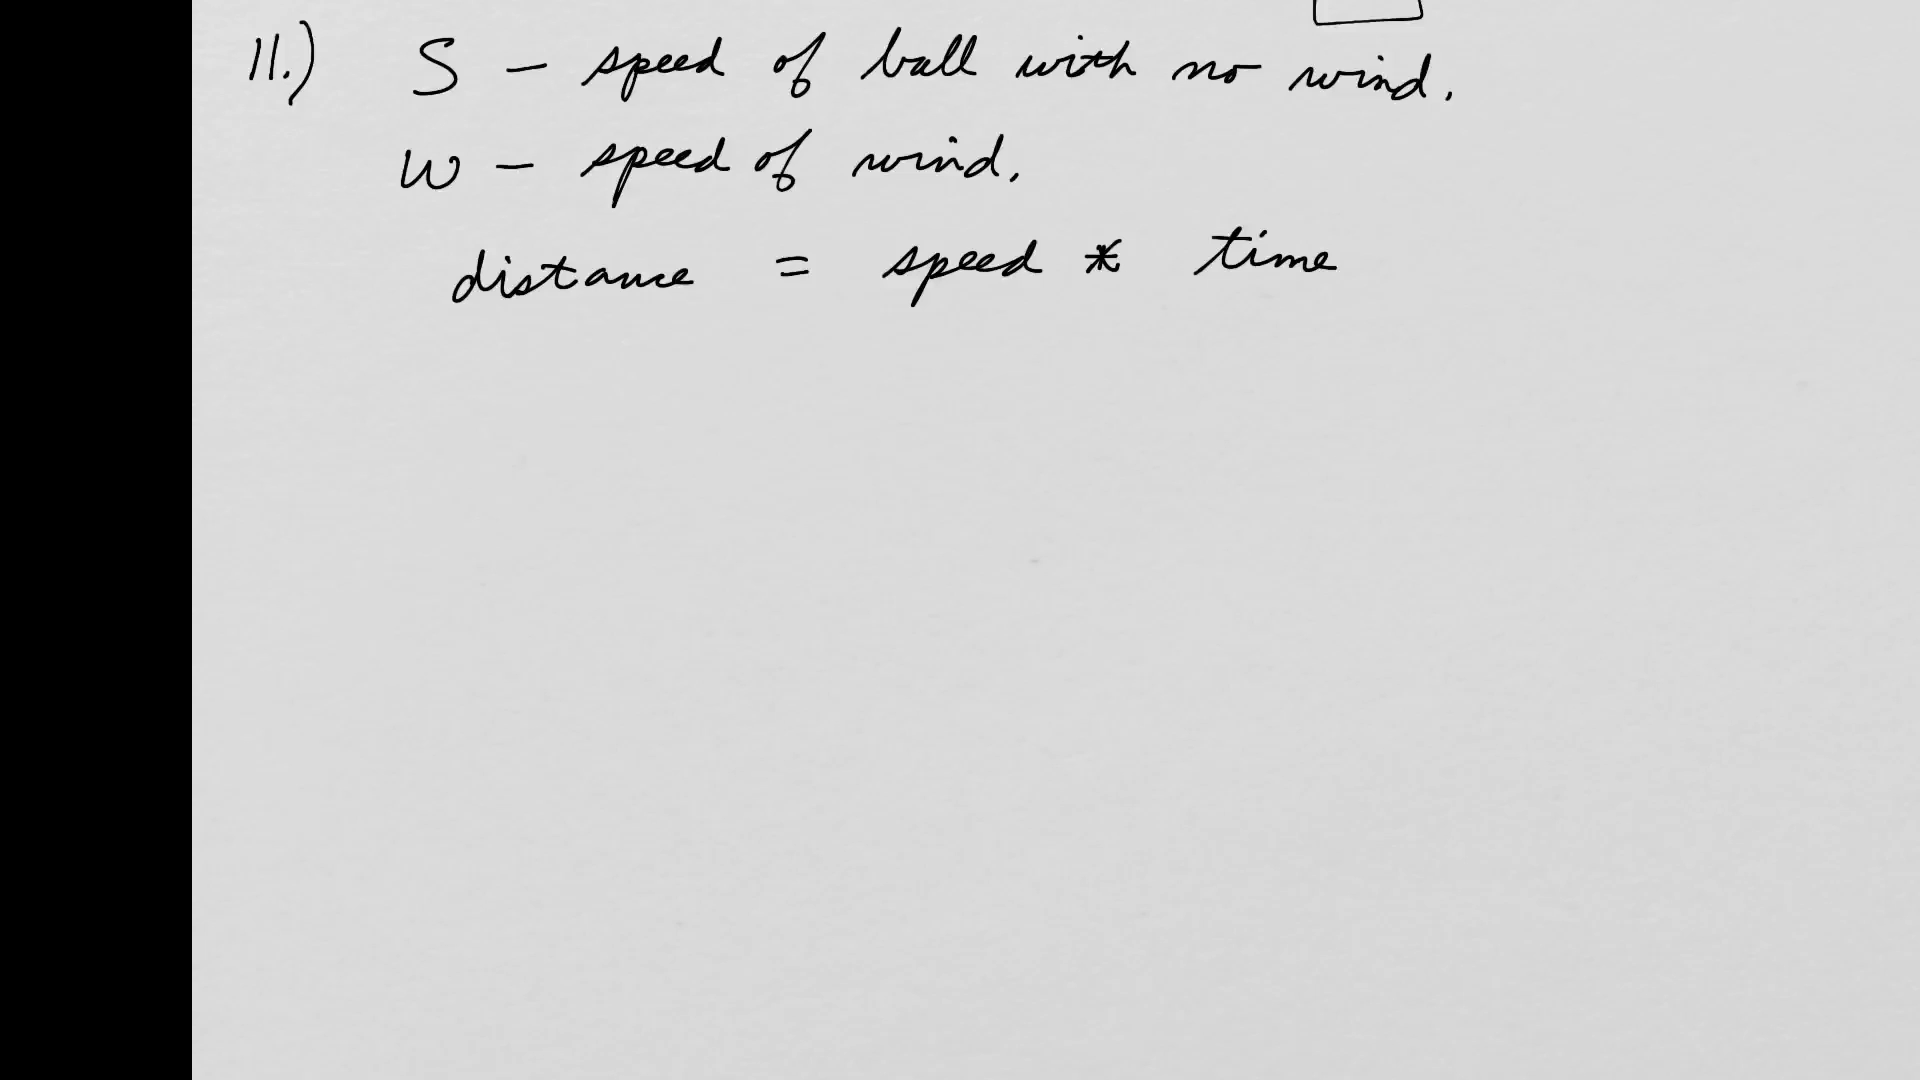 11.) S - speed of ball with no wind.
w - speed of wind.
distance = speed * time